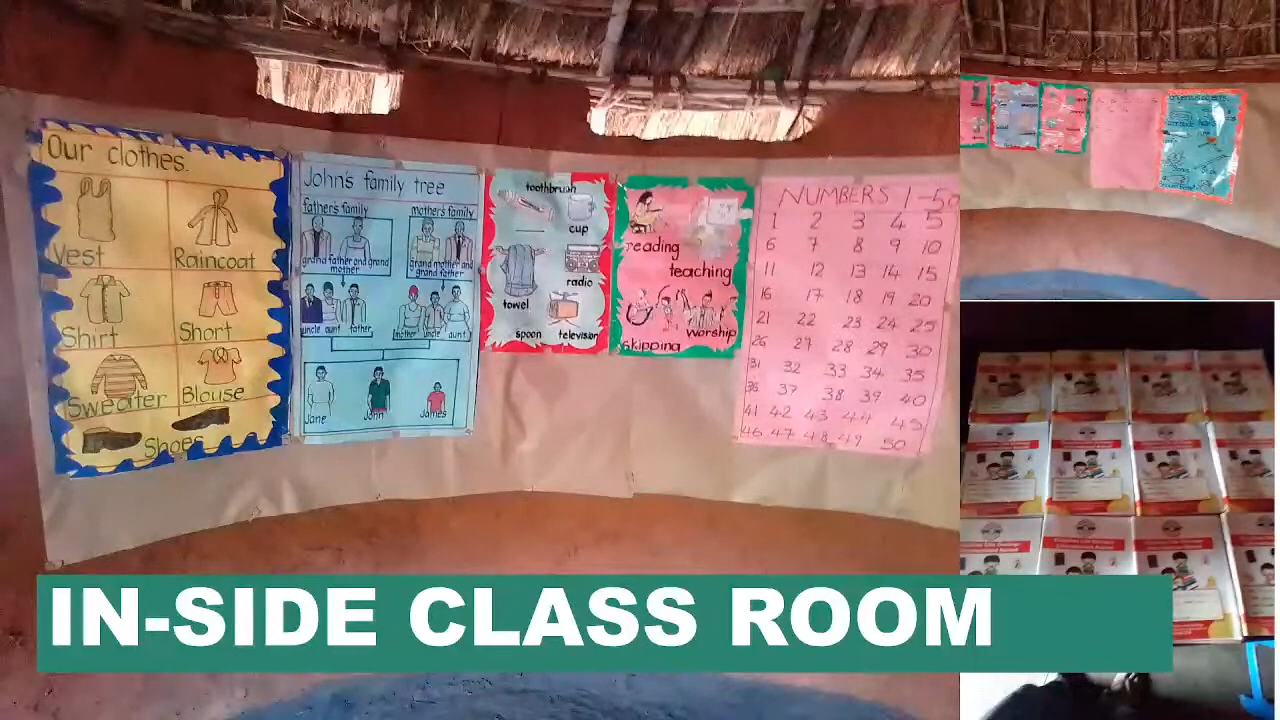 Our clothes.
Vest
Raincoat
Shirt
Short
Sweater
Blouse
Shoes
John's family tree
father's family
mother's family
grand father and grand mother
Grand mother and grand father
uncle aunt father
mother uncle aunt
Jane
John
James
toothbrush
cup
towel
radio
spoon
television
reading
teaching
skipping
worship
NUMBERS 1-50
1 2 3 4 5
6 7 8 9 10
11 12 13 14 15
16 17 18 19 20
21 22 23 24 25
26 27 28 29 30
31 32 33 34 35
36 37 38 39 40
41 42 43 44 45
46 47 48 49 50
IN-SIDE CLASS ROOM